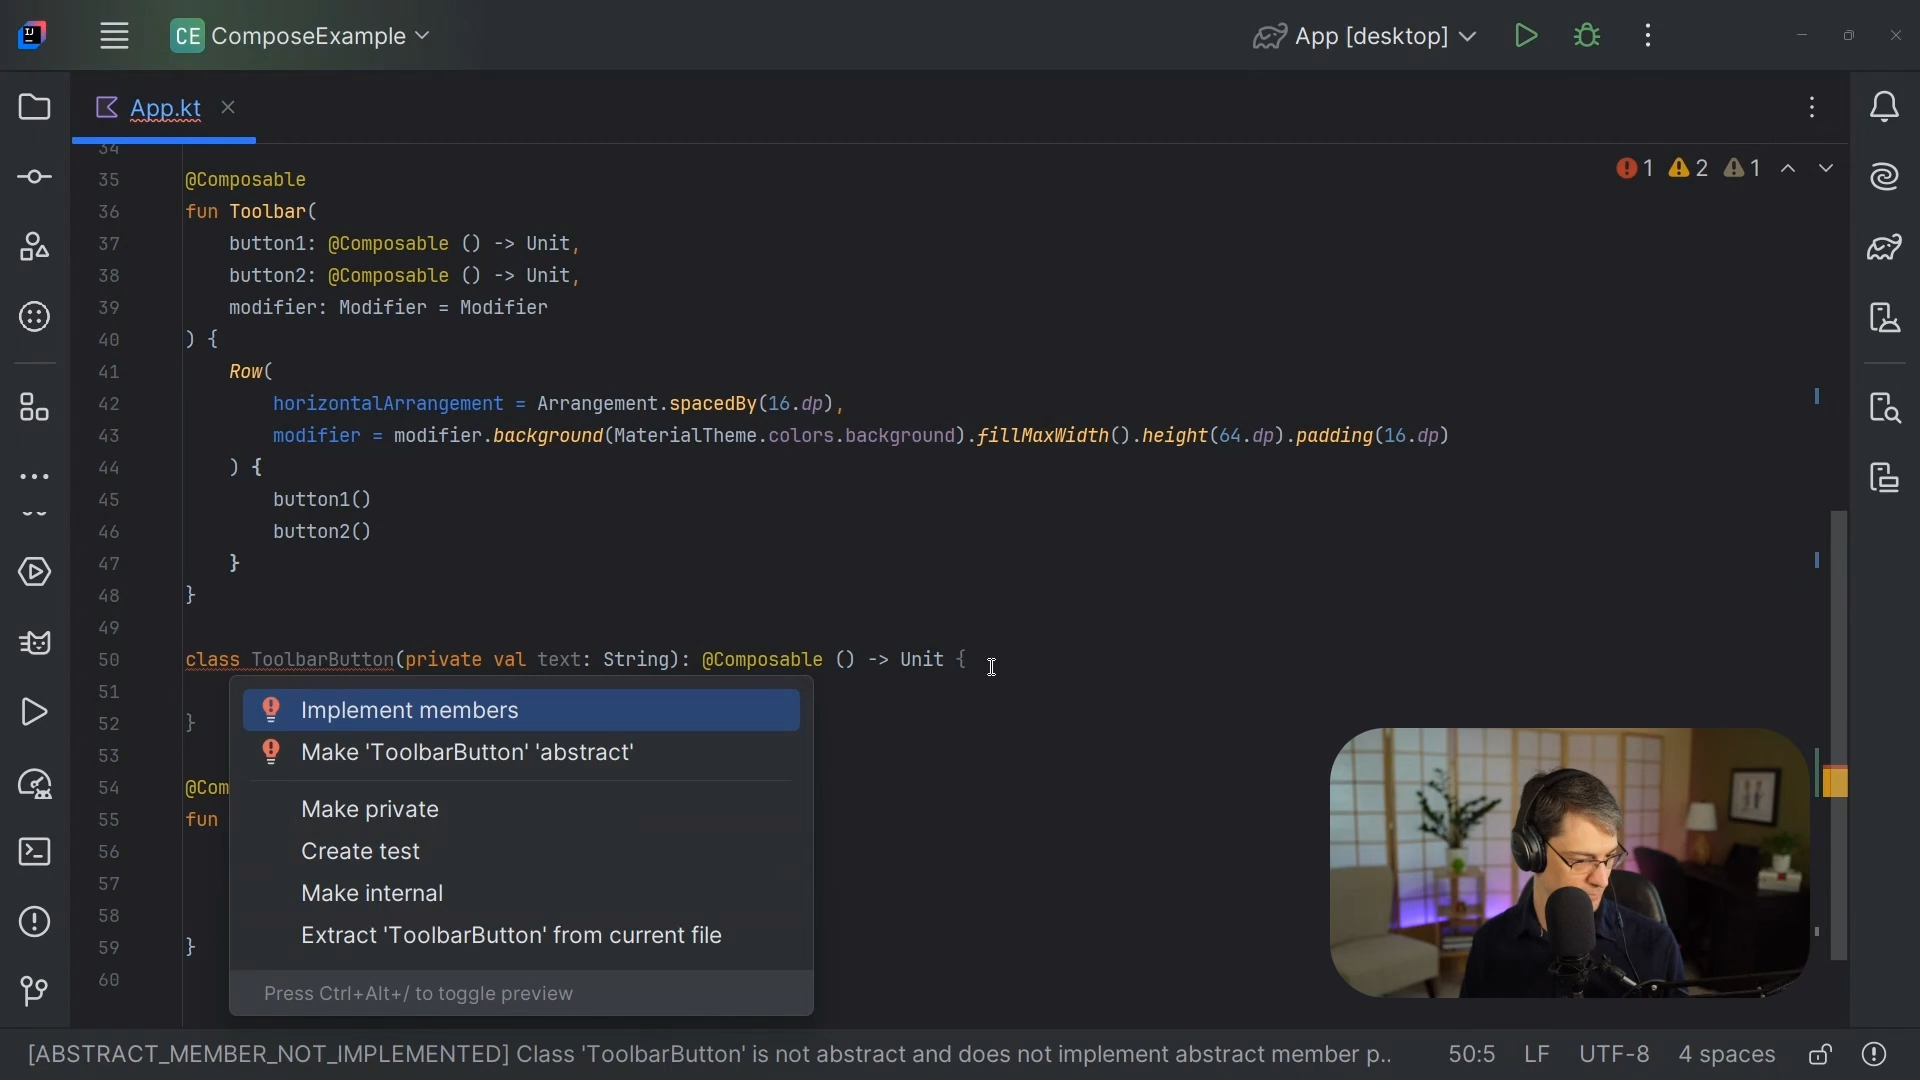 IJ
CE ComposeExample
App [desktop]
App.kt
1 2 1
34
35 @Composable
36 fun Toolbar(
37 button1: @Composable () -> Unit,
38 button2: @Composable () -> Unit,
39 modifier: Modifier = Modifier
40 ) {
41 Row(
42 horizontalArrangement = Arrangement.spacedBy(16.dp),
43 modifier = modifier.background(MaterialTheme.colors.background).fillMaxWidth().height(64.dp).padding(16.dp)
44 ) {
45 button1()
46 button2()
47 }
48 }
49
50 class ToolbarButton(private val text: String): @Composable () -> Unit {
51
52 }
53
54 @Com
55 fun
56
57
58
59 }
60
Implement members
Make 'ToolbarButton' 'abstract'
Make private
Create test
Make internal
Extract 'ToolbarButton' from current file
Press Ctrl+Alt+/ to toggle preview
[ABSTRACT_MEMBER_NOT_IMPLEMENTED] Class 'ToolbarButton' is not abstract and does not implement abstract member p.. 50:5 LF UTF-8 4 spaces